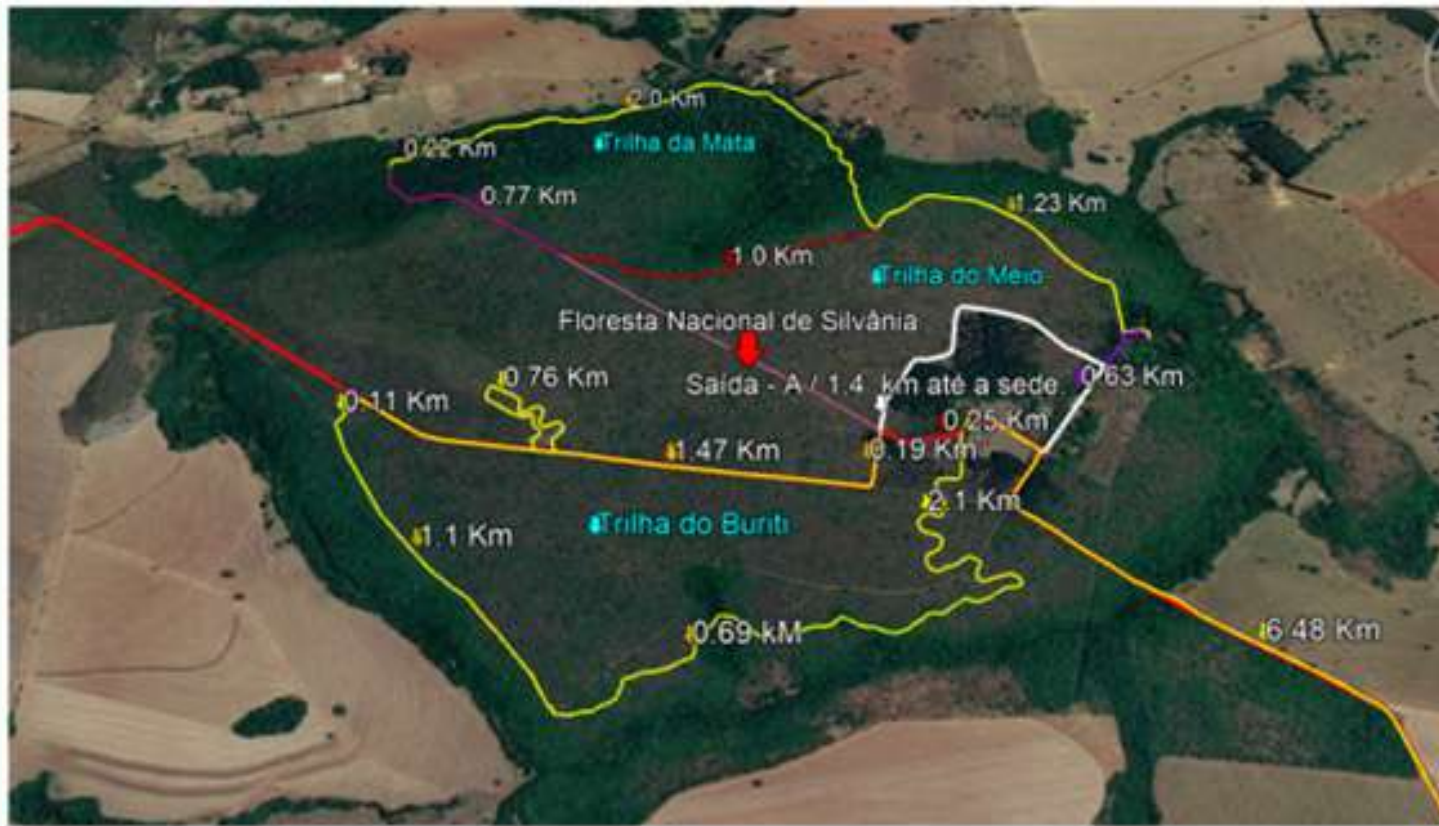 2.0 Km
Trilha da Mata
0.22 Km
0.77 Km
1.23 Km
1.0 Km
Trilha do Meio
Floresta Nacional de Silvânia
0.76 Km
Saída - A / 1.4 km até a sede.
0.63 Km
0.11 Km
0.25 Km
1.47 Km
0.19 Km
2.1 Km
Trilha do Buriti
1.1 Km
0.69 kM
6.48 Km